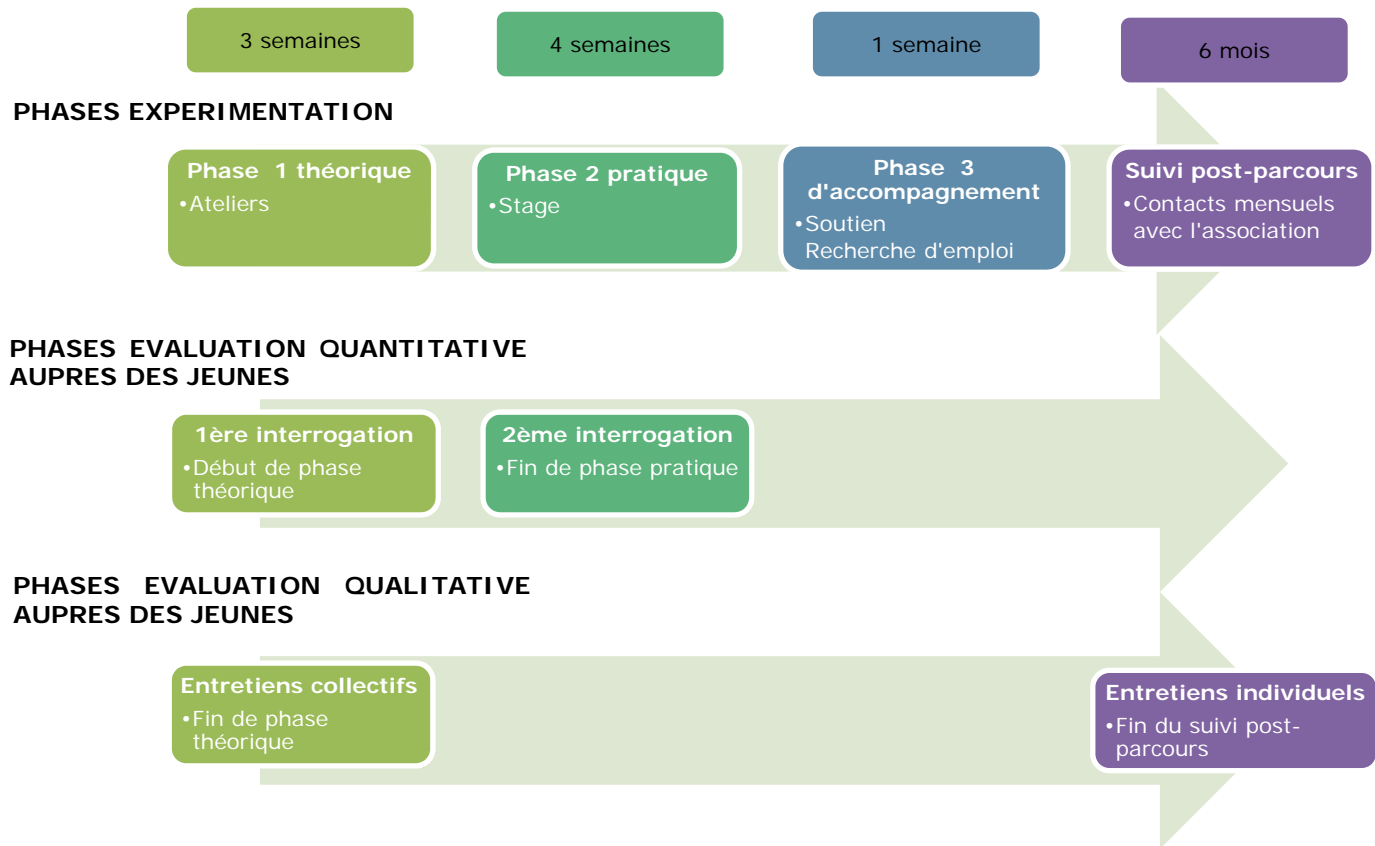 3 semaines
4 semaines
1 semaine
6 mois
PHASES EXPERIMENTATION
Phase 1 théorique
•Ateliers
Phase 2 pratique
•Stage
Phase 3
d'accompagnement
•Soutien
Recherche d'emploi
Suivi post-parcours
•Contacts mensuels
avec l'association
PHASES EVALUATION QUANTITATIVE
AUPRES DES JEUNES
1ère interrogation
•Début de phase
théorique
2ème interrogation
•Fin de phase pratique
PHASES EVALUATION QUALITATIVE
AUPRES DES JEUNES
Entretiens collectifs
•Fin de phase
théorique
Entretiens individuels
•Fin du suivi post-
parcours